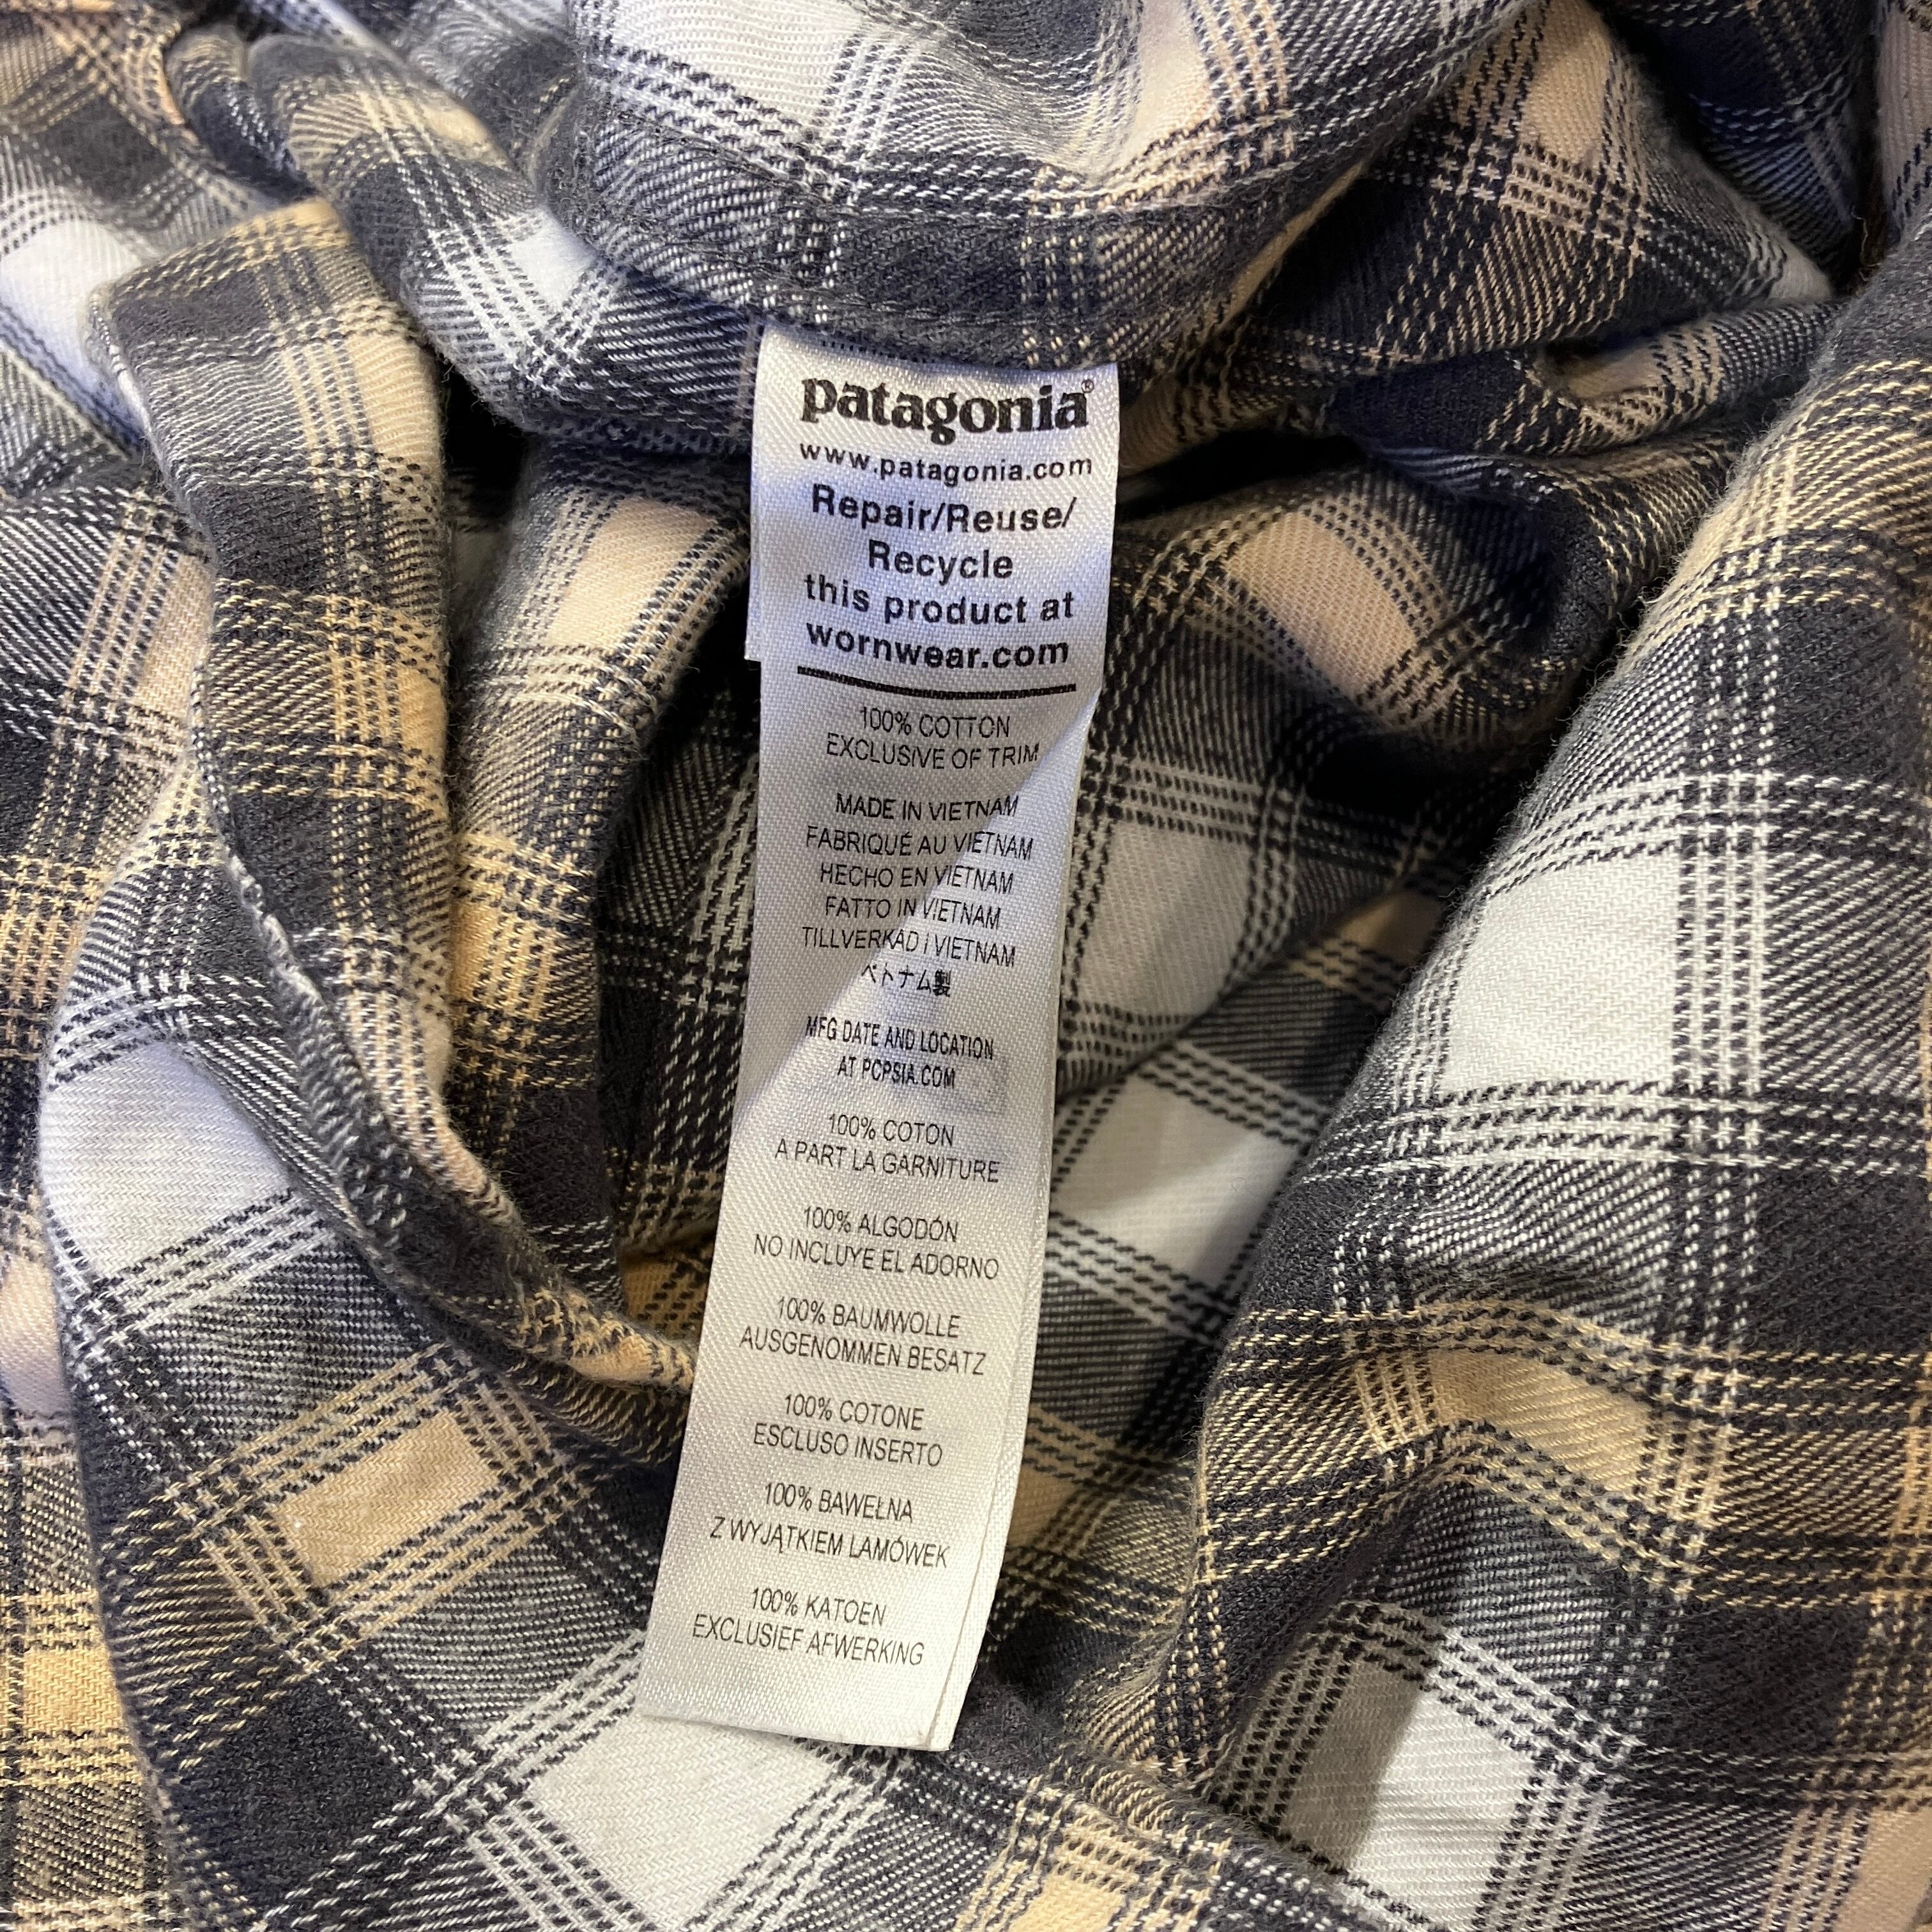 patagonia®
www.patagonia.com
Repair/Reuse/
Recycle
this product at
wornwear.com
100% COTTON
EXCLUSIVE OF TRIM
MADE IN VIETNAM
FABRIQUÉ AU VIETNAM
HECHO EN VIETNAM
FATTO IN VIETNAM
TILLVERKAD i VIETNAM
ベトナム製
MFG DATE AND LOCATION
AT PCPSIA.COM
100% COTON
A PART LA GARNITURE
100% ALGODÓN
NO INCLUYE EL ADORNO
100% BAUMWOLLE
AUSGENOMMEN BESATZ
100% COTONE
ESCLUSO INSERTO
100% BAWEŁNA
Z WYJĄTKIEM LAMÓWEK
100% KATOEN
EXCLUSIEF AFWERKING